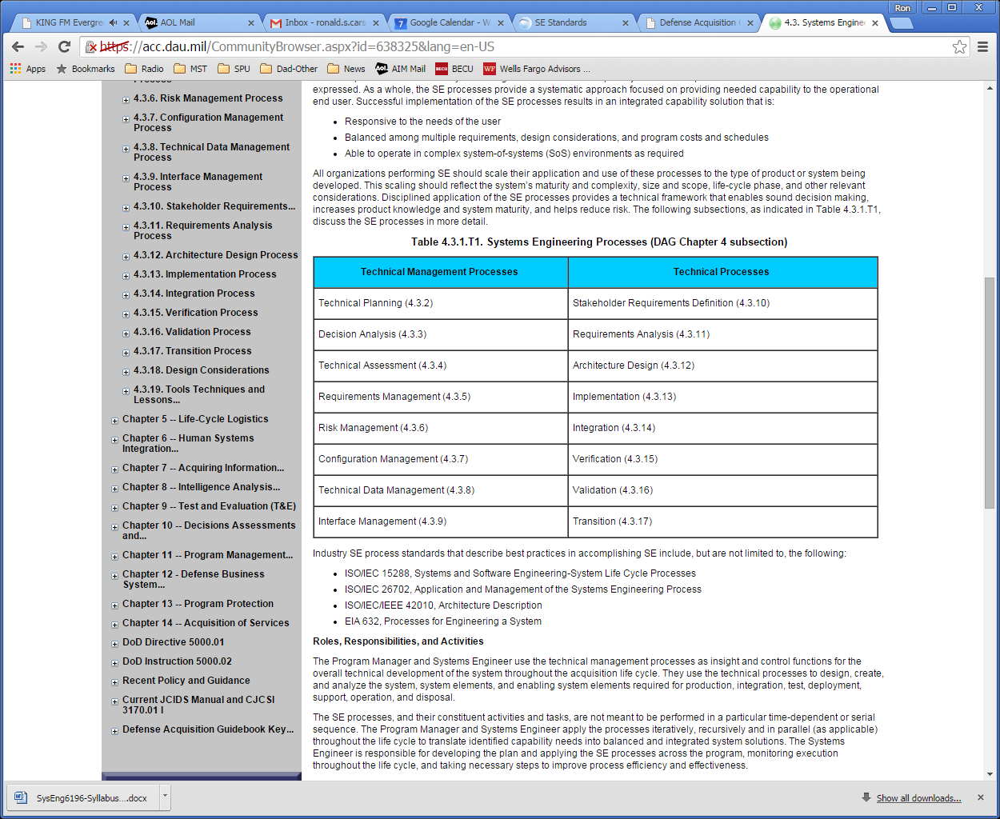 Ron
KING FM Evergre
AOL Mail
Inbox - ronald.s.cars
Google Calendar - W
SE Standards
Defense Acquisition G
4.3. Systems Engine
https://acc.dau.mil/CommunityBrowser.aspx?id=638325&lang=en-US
Apps
Bookmarks
Radio
MST
SPU
Dad-Other
News
AIM Mail
BECU
Wells Fargo Advisors ...
4.3.6. Risk Management Process
4.3.7. Configuration Management
Process
4.3.8. Technical Data Management
Process
4.3.9. Interface Management
Process
4.3.10. Stakeholder Requirements...
4.3.11. Requirements Analysis
Process
4.3.12. Architecture Design Process
4.3.13. Implementation Process
4.3.14. Integration Process
4.3.15. Verification Process
4.3.16. Validation Process
4.3.17. Transition Process
4.3.18. Design Considerations
4.3.19. Tools Techniques and
Lessons...
Chapter 5 -- Life-Cycle Logistics
Chapter 6 -- Human Systems
Integration...
Chapter 7 -- Acquiring Information...
Chapter 8 -- Intelligence Analysis...
Chapter 9 -- Test and Evaluation (T&E)
Chapter 10 -- Decisions Assessments
and...
Chapter 11 -- Program Management...
Chapter 12 - Defense Business
System...
Chapter 13 -- Program Protection
Chapter 14 -- Acquisition of Services
DoD Directive 5000.01
DoD Instruction 5000.02
Recent Policy and Guidance
Current JCIDS Manual and CJCSI
3170.01 I
Defense Acquisition Guidebook Key...
expressed. As a whole, the SE processes provide a systematic approach focused on providing needed capability to the operational
end user. Successful implementation of the SE processes results in an integrated capability solution that is:
• Responsive to the needs of the user
• Balanced among multiple requirements, design considerations, and program costs and schedules
• Able to operate in complex system-of-systems (SoS) environments as required
All organizations performing SE should scale their application and use of these processes to the type of product or system being
developed. This scaling should reflect the system's maturity and complexity, size and scope, life-cycle phase, and other relevant
considerations. Disciplined application of the SE processes provides a technical framework that enables sound decision making,
increases product knowledge and system maturity, and helps reduce risk. The following subsections, as indicated in Table 4.3.1.T1,
discuss the SE processes in more detail.
Table 4.3.1.T1. Systems Engineering Processes (DAG Chapter 4 subsection)
Technical Management Processes
Technical Processes
Technical Planning (4.3.2)
Stakeholder Requirements Definition (4.3.10)
Decision Analysis (4.3.3)
Requirements Analysis (4.3.11)
Technical Assessment (4.3.4)
Architecture Design (4.3.12)
Requirements Management (4.3.5)
Implementation (4.3.13)
Risk Management (4.3.6)
Integration (4.3.14)
Configuration Management (4.3.7)
Verification (4.3.15)
Technical Data Management (4.3.8)
Validation (4.3.16)
Interface Management (4.3.9)
Transition (4.3.17)
Industry SE process standards that describe best practices in accomplishing SE include, but are not limited to, the following:
• ISO/IEC 15288, Systems and Software Engineering-System Life Cycle Processes
• ISO/IEC 26702, Application and Management of the Systems Engineering Process
• ISO/IEC/IEEE 42010, Architecture Description
• EIA 632, Processes for Engineering a System
Roles, Responsibilities, and Activities
The Program Manager and Systems Engineer use the technical management processes as insight and control functions for the
overall technical development of the system throughout the acquisition life cycle. They use the technical processes to design, create,
and analyze the system, system elements, and enabling system elements required for production, integration, test, deployment,
support, operation, and disposal.
The SE processes, and their constituent activities and tasks, are not meant to be performed in a particular time-dependent or serial
sequence. The Program Manager and Systems Engineer apply the processes iteratively, recursively and in parallel (as applicable)
throughout the life cycle to translate identified capability needs into balanced and integrated system solutions. The Systems
Engineer is responsible for developing the plan and applying the SE processes across the program, monitoring execution
throughout the life cycle, and taking necessary steps to improve process efficiency and effectiveness.
SysEng6196-Syllabus....docx
Show all downloads...